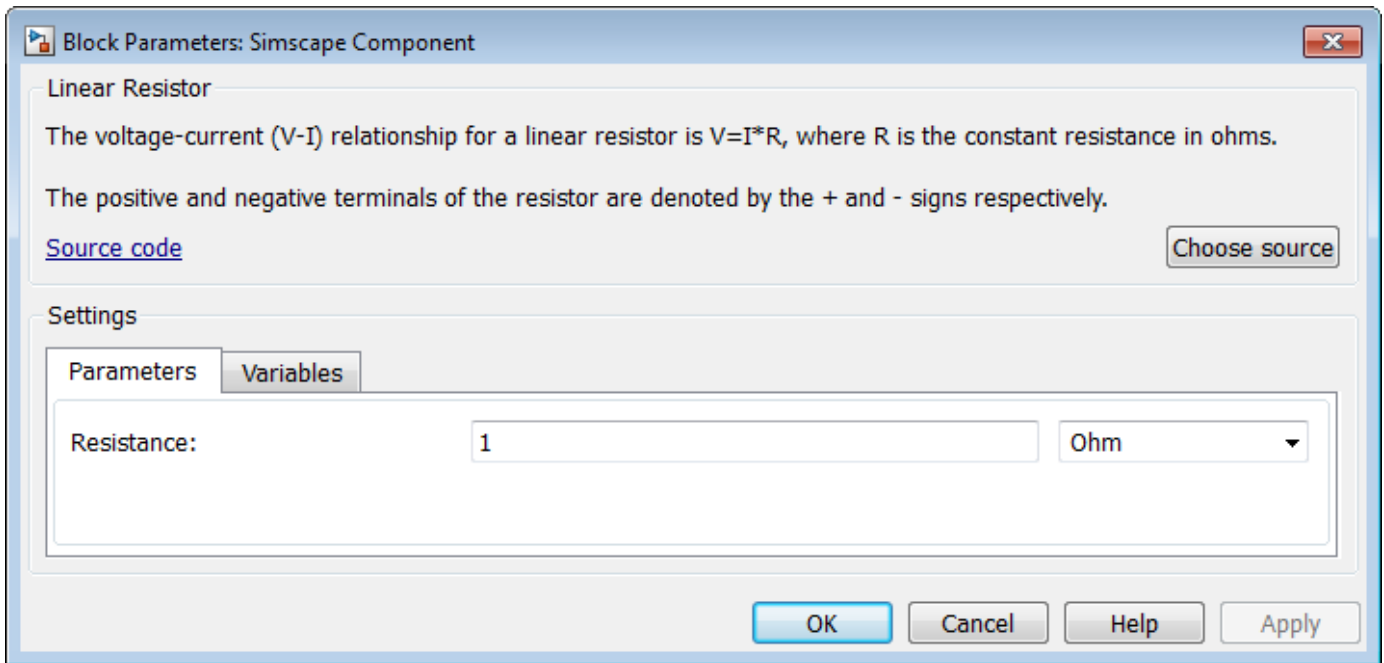 Block Parameters: Simscape Component
Linear Resistor
The voltage-current (V-I) relationship for a linear resistor is V=I*R, where R is the constant resistance in ohms.
The positive and negative terminals of the resistor are denoted by the + and - signs respectively.
Source code
Choose source
Settings
Parameters
Variables
Resistance:
1
Ohm
OK
Cancel
Help
Apply